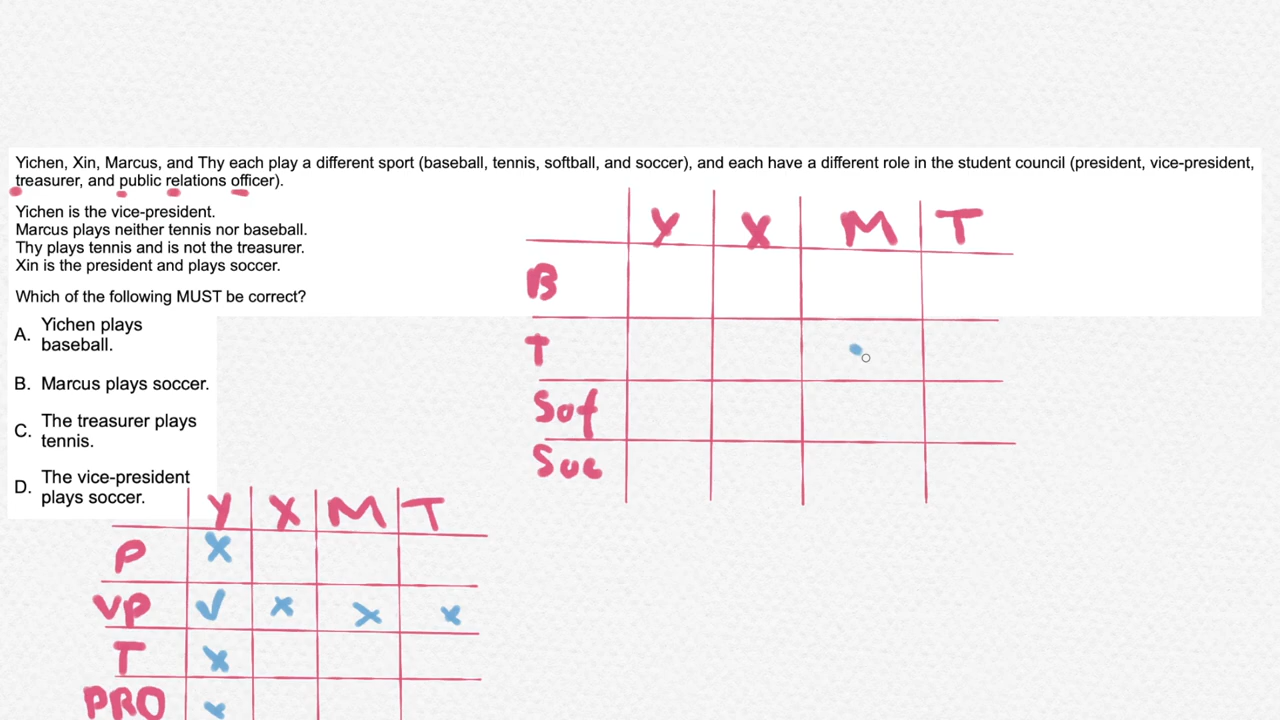 Yichen, Xin, Marcus, and Thy each play a different sport (baseball, tennis, softball, and soccer), and each have a different role in the student council (president, vice-president,
treasurer, and public relations officer).
Yichen is the vice-president.
Marcus plays neither tennis nor baseball.
Thy plays tennis and is not the treasurer.
Xin is the president and plays soccer.
Which of the following MUST be correct?
A. Yichen plays
baseball.
B. Marcus plays soccer.
C. The treasurer plays
tennis.
D. The vice-president
plays soccer.
Y X M T
B
T
Sof
Soc
Y X M T
P X
VP √ x x x
T x
PRO x